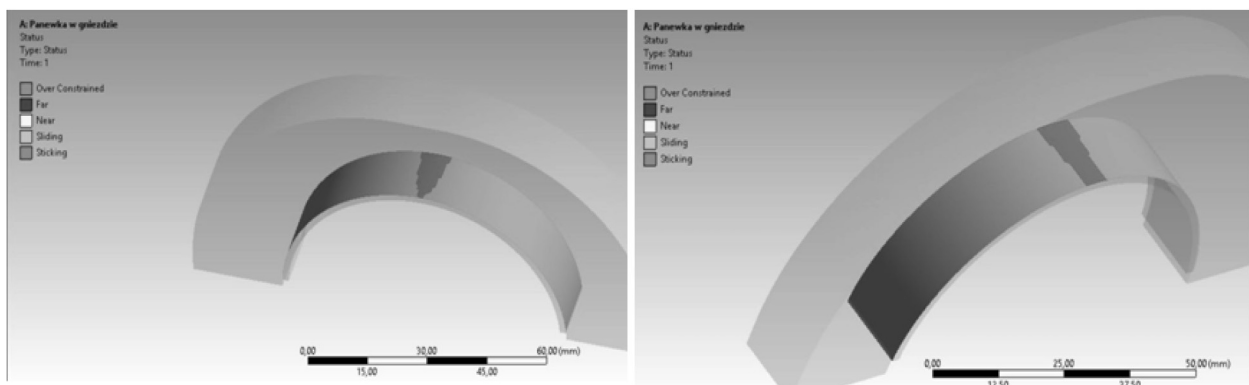 A: Panewka w gniezdzie
Status
Type: Status
Time: 1
Over Constrained
Far
Near
Sliding
Sticking
0,00
30,00
60,00 (mm)
15,00
45,00
A: Panewka w gniezdzie
Status
Type: Status
Time: 1
Over Constrained
Far
Near
Sliding
Sticking
0,00
25,00
50,00 (mm)
12,50
37,50